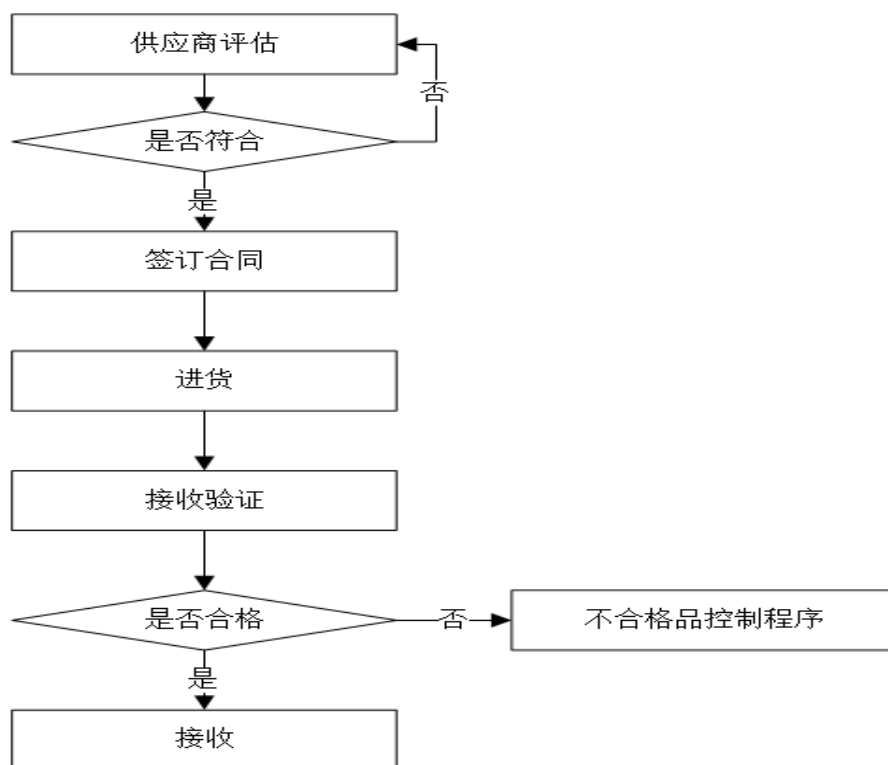 供应商评估
否
是否符合
是
签订合同
进货
接收验证
是否合格
否
不合格品控制程序
是
接收